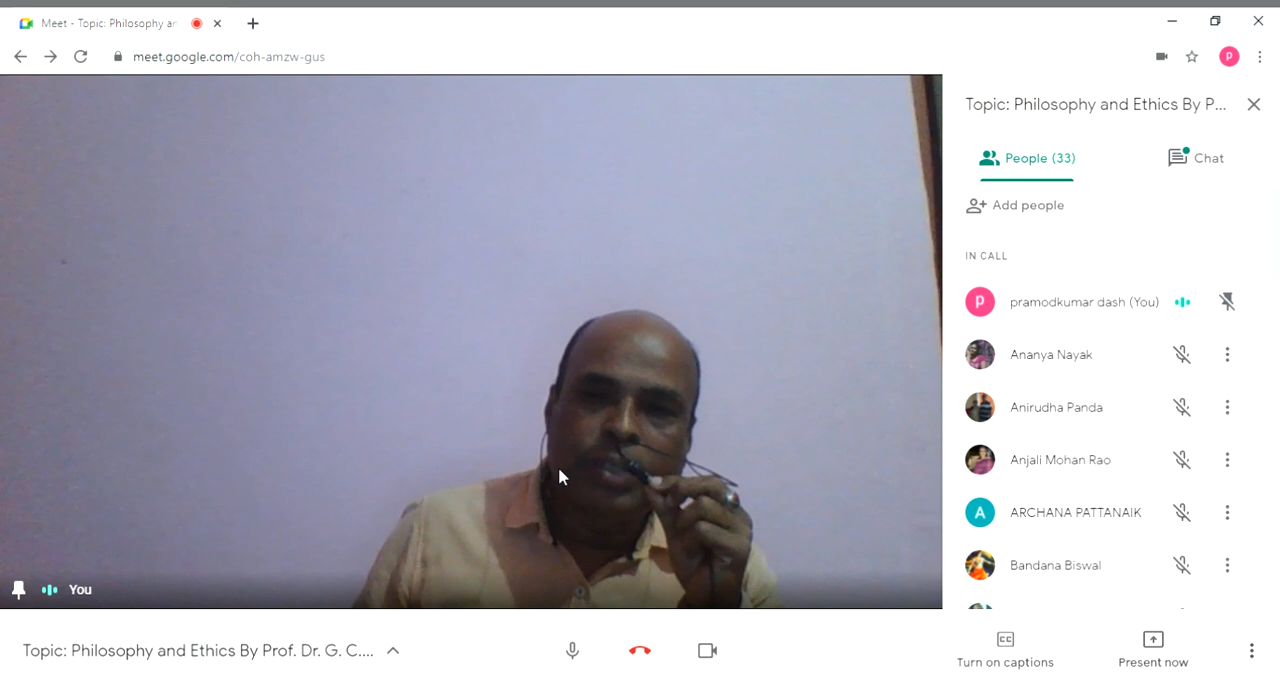 Meet - Topic: Philosophy an
meet.google.com/coh-amzw-gus
P
Topic: Philosophy and Ethics By P...
People (33)
Chat
Add people
IN CALL
P
pramodkumar dash (You)
Ananya Nayak
Anirudha Panda
Anjali Mohan Rao
A
ARCHANA PATTANAIK
Bandana Biswal
You
Topic: Philosophy and Ethics By Prof. Dr. G. C....
CC
Turn on captions
Present now